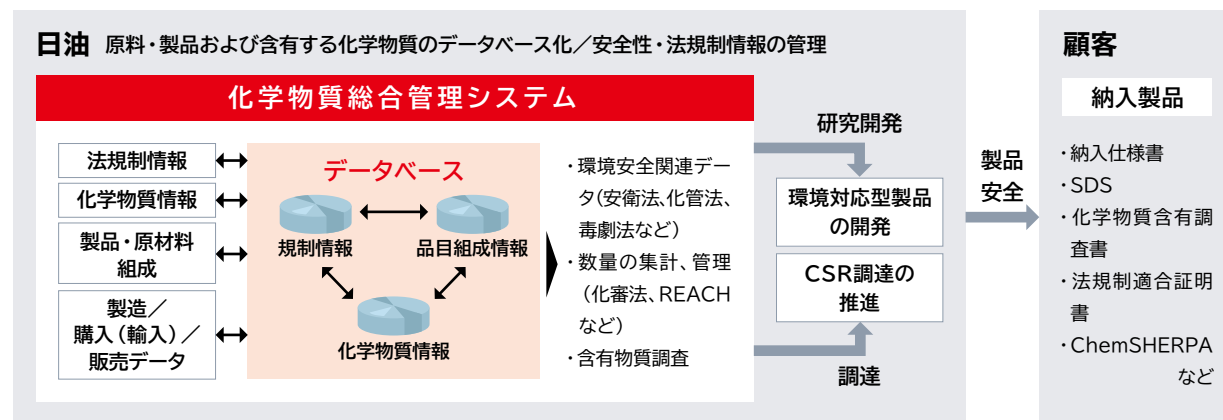 日油 原料・製品および含有する化学物質のデータベース化／安全性・法規制情報の管理
化学物質総合管理システム
法規制情報
化学物質情報
製品・原材料
組成
製造／
購入（輸入）／
販売データ
データベース
規制情報
品目組成情報
化学物質情報
・環境安全関連デー
タ(安衛法、化管法、
毒劇法など)
・数量の集計、管理
（化審法、REACH
など）
・含有物質調査
研究開発
環境対応型製品
の開発
CSR調達の
推進
調達
製品
安全
顧客
納入製品
・納入仕様書
・SDS
・化学物質含有調
査書
・法規制適合証明
書
・ChemSHERPA
など